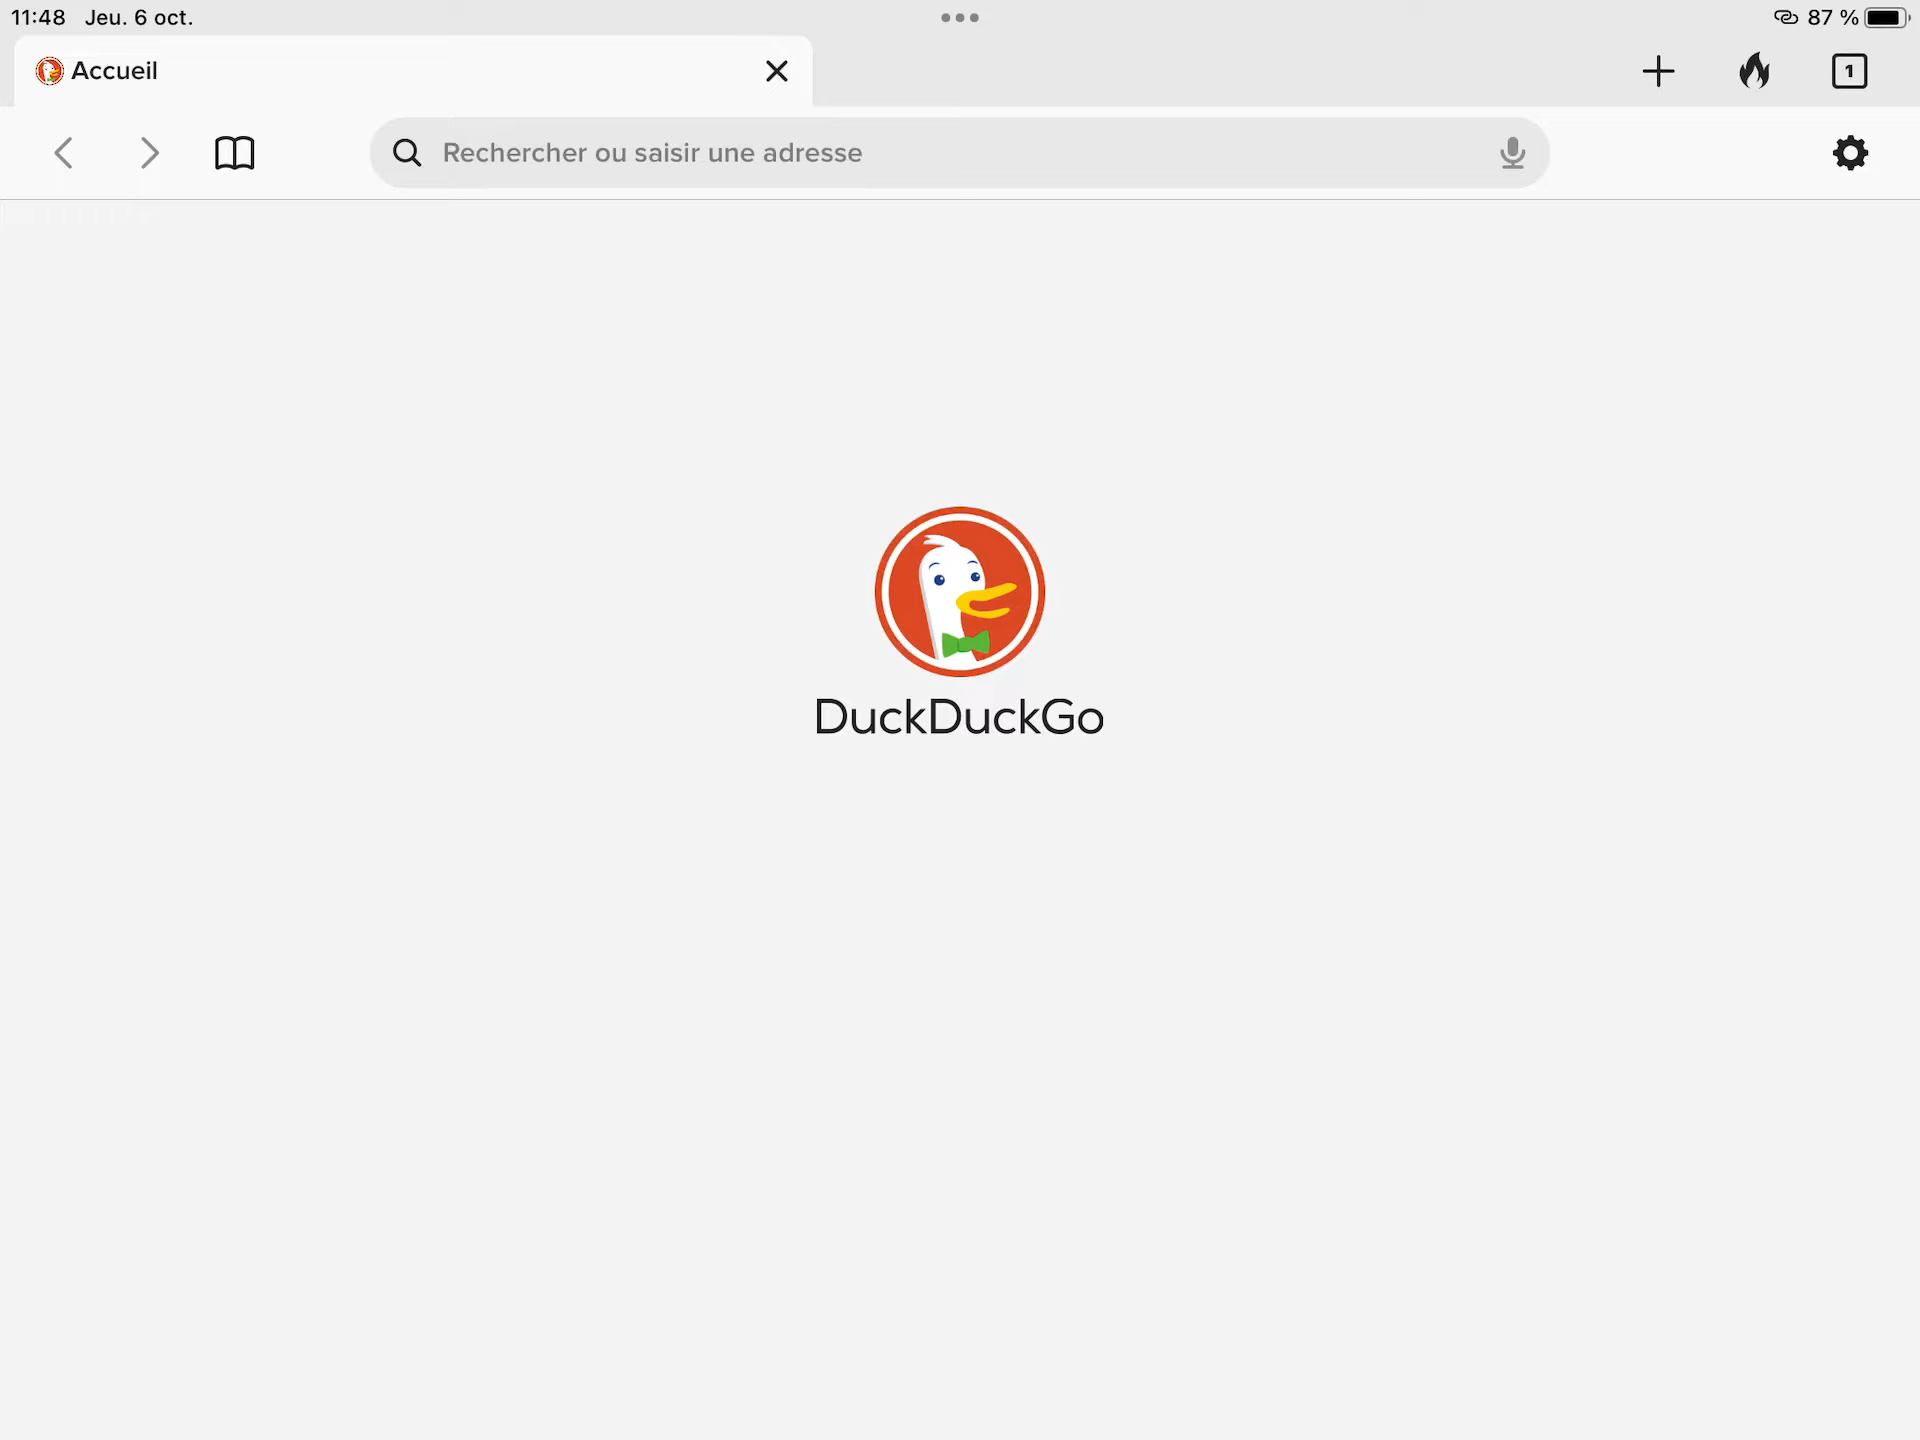 11:48 Jeu. 6 oct.
87 %
Accueil
1
Rechercher ou saisir une adresse
DuckDuckGo